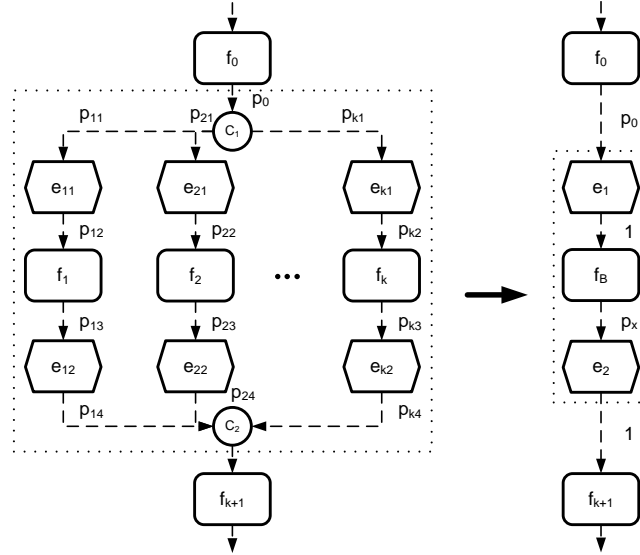 f₀ f₀
p₀
p₁₁ p₂₁ C₁ pₖ₁ p₀
e₁₁ e₂₁ eₖ₁ e₁
p₁₂ p₂₂ pₖ₂ 1
f₁ f₂ ... fₖ f_B
p₁₃ p₂₃ pₖ₃ pₓ
e₁₂ e₂₂ eₖ₂ e₂
p₂₄
p₁₄ C₂ pₖ₄ 1
fₖ₊₁ fₖ₊₁